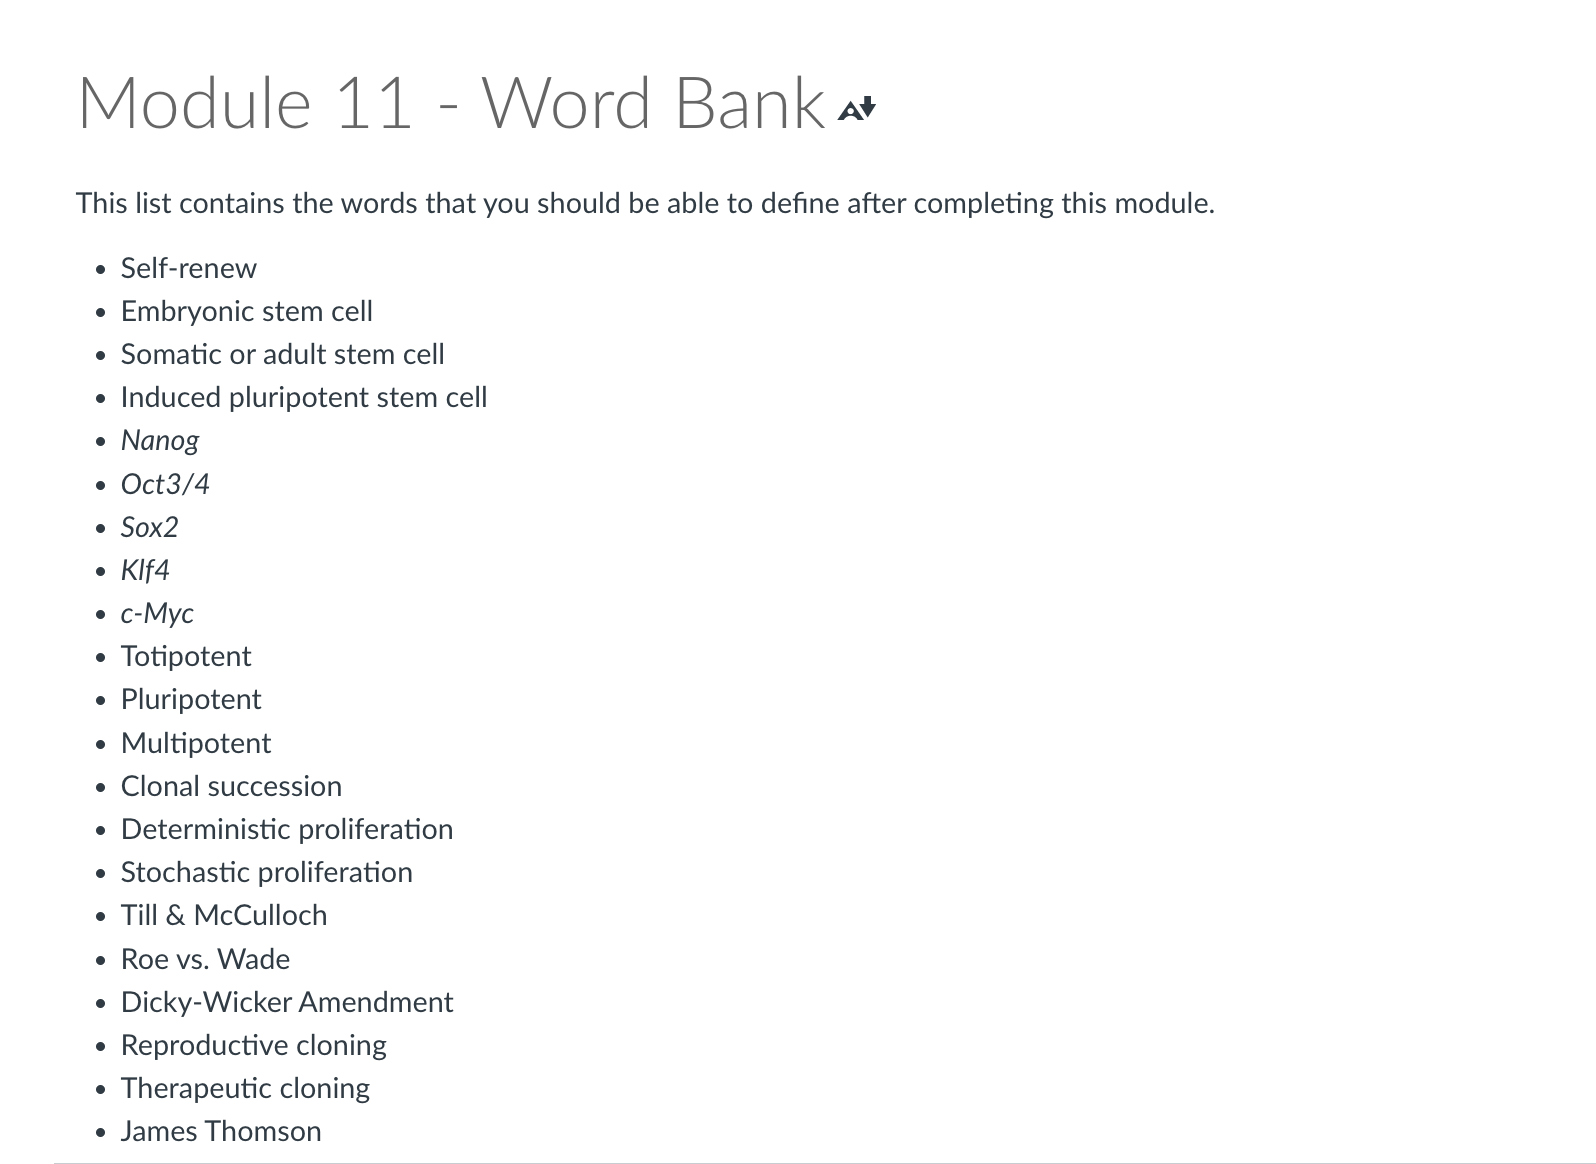 Module 11 - Word Bank
This list contains the words that you should be able to define after completing this module.
• Self-renew
• Embryonic stem cell
• Somatic or adult stem cell
• Induced pluripotent stem cell
• Nanog
• Oct3/4
• Sox2
• Klf4
• c-Myc
• Totipotent
• Pluripotent
• Multipotent
• Clonal succession
• Deterministic proliferation
• Stochastic proliferation
• Till & McCulloch
• Roe vs. Wade
• Dicky-Wicker Amendment
• Reproductive cloning
• Therapeutic cloning
• James Thomson